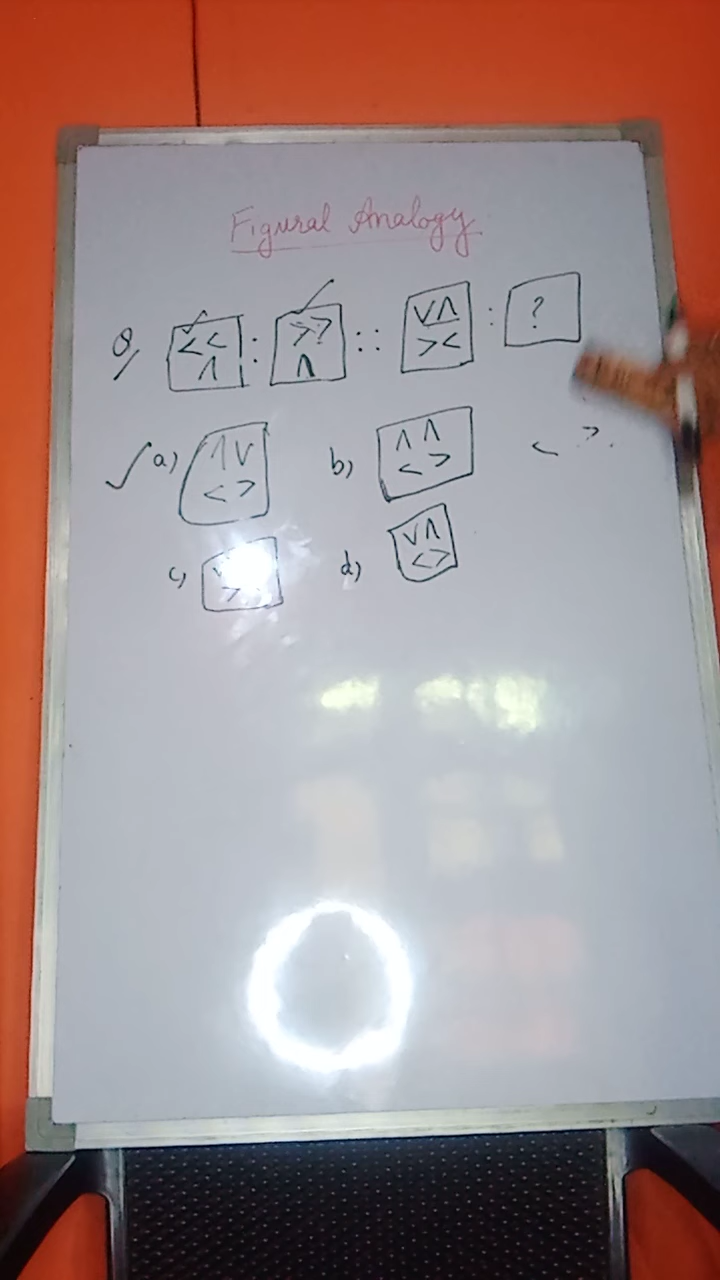 Figural Analogy
Q, << ∧ : >> ∧ :: ∨∧ >< : ?
✓ a) ∧∨ <> b) ∧∧ <>
< >
c) d) ∨∧ <>